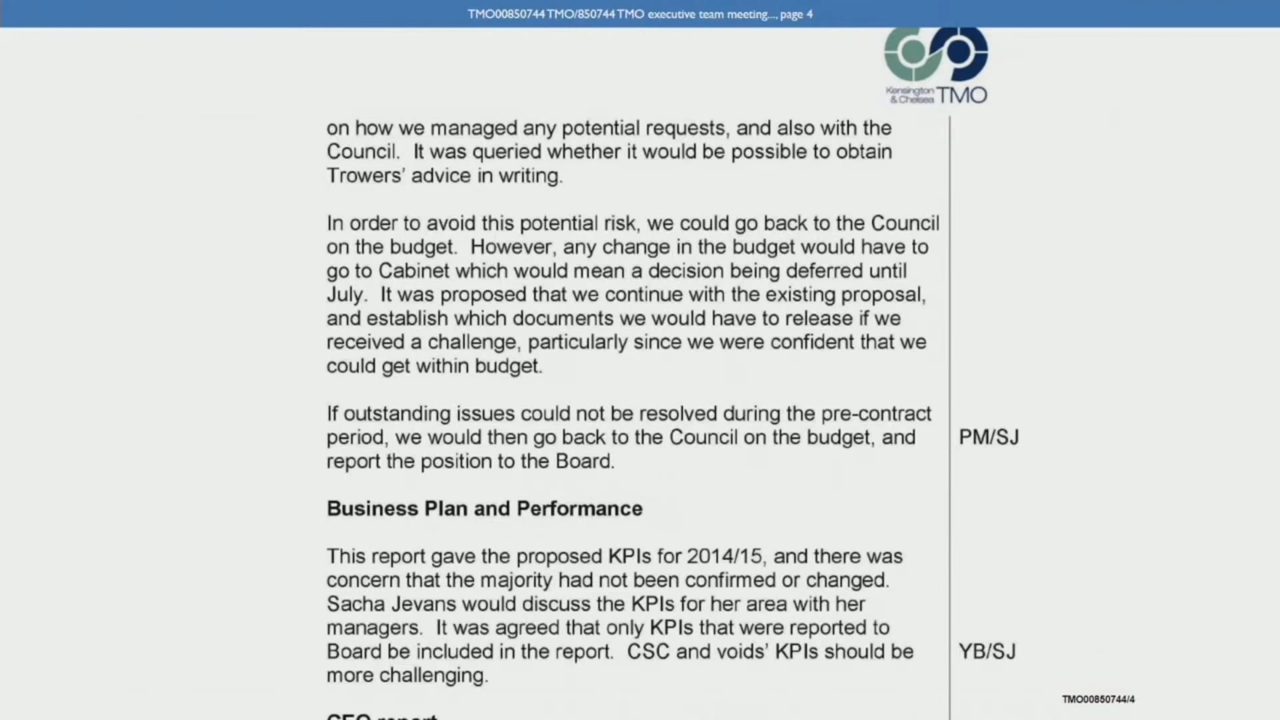 TMO00850744 TMO/850744 TMO executive team meeting..., page 4
Kensington
& Chelsea TMO
on how we managed any potential requests, and also with the
Council. It was queried whether it would be possible to obtain
Trowers' advice in writing.
In order to avoid this potential risk, we could go back to the Council
on the budget. However, any change in the budget would have to
go to Cabinet which would mean a decision being deferred until
July. It was proposed that we continue with the existing proposal,
and establish which documents we would have to release if we
received a challenge, particularly since we were confident that we
could get within budget.
If outstanding issues could not be resolved during the pre-contract
period, we would then go back to the Council on the budget, and
PM/SJ
report the position to the Board.
Business Plan and Performance
This report gave the proposed KPIs for 2014/15, and there was
concern that the majority had not been confirmed or changed.
Sacha Jevans would discuss the KPIs for her area with her
managers. It was agreed that only KPIs that were reported to
Board be included in the report. CSC and voids' KPIs should be
YB/SJ
more challenging.
TMO00850744/4
CEO report